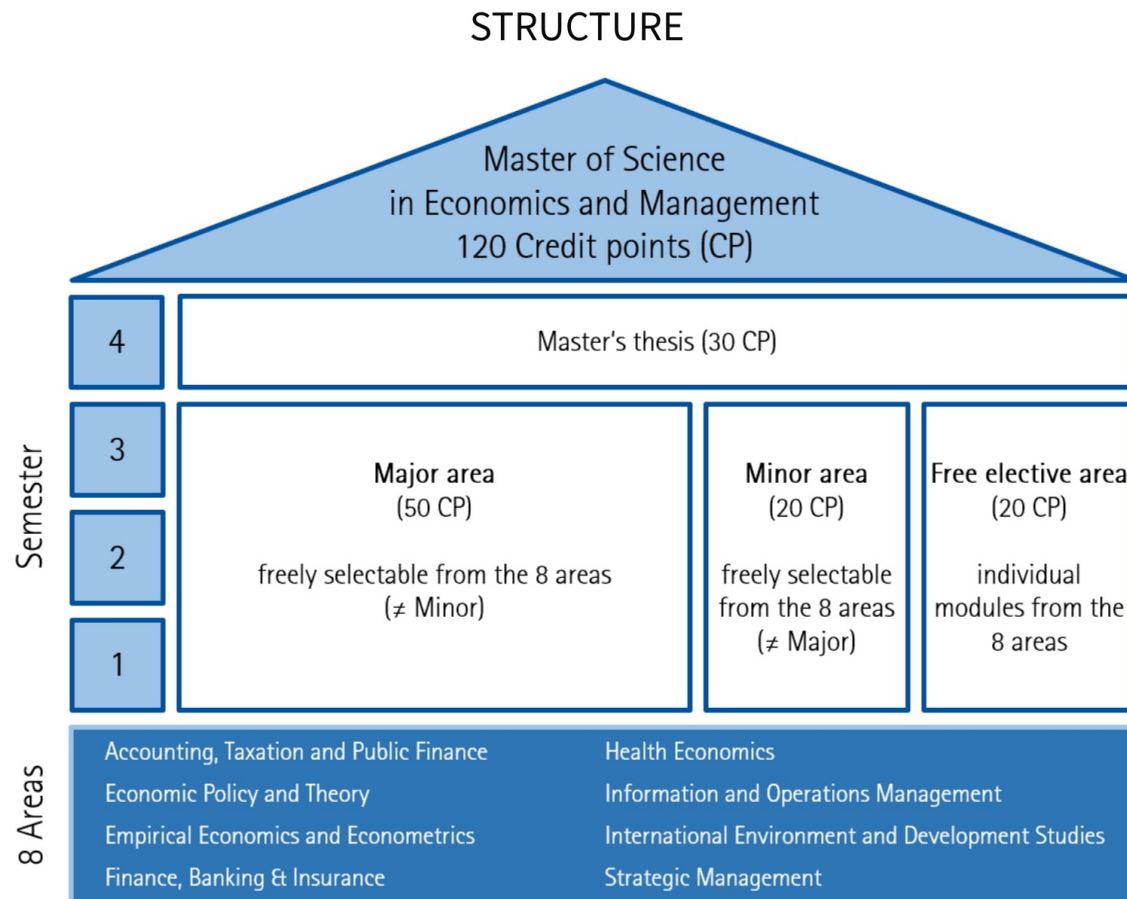 STRUCTURE
Master of Science
in Economics and Management
120 Credit points (CP)
Semester
4
Master's thesis (30 CP)
3
2
1
Major area
(50 CP)
freely selectable from the 8 areas
(≠ Minor)
Minor area
(20 CP)
freely selectable
from the 8 areas
(≠ Major)
Free elective area
(20 CP)
individual
modules from the
8 areas
8 Areas
Accounting, Taxation and Public Finance
Economic Policy and Theory
Empirical Economics and Econometrics
Finance, Banking & Insurance
Health Economics
Information and Operations Management
International Environment and Development Studies
Strategic Management